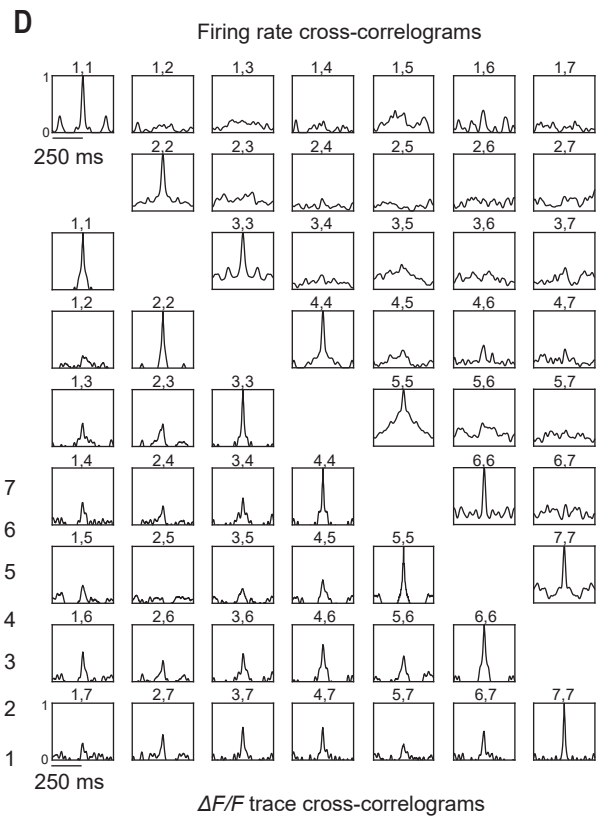 D
Firing rate cross-correlograms
1,1 1,2 1,3 1,4 1,5 1,6 1,7
1
0
250 ms
2,2 2,3 2,4 2,5 2,6 2,7
1,1 3,3 3,4 3,5 3,6 3,7
1,2 2,2 4,4 4,5 4,6 4,7
1,3 2,3 3,3 5,5 5,6 5,7
1,4 2,4 3,4 4,4 6,6 6,7
7
6
1,5 2,5 3,5 4,5 5,5 7,7
5
4
1,6 2,6 3,6 4,6 5,6 6,6
3
1,7 2,7 3,7 4,7 5,7 6,7 7,7
2
1
1
0
250 ms
ΔF/F trace cross-correlograms